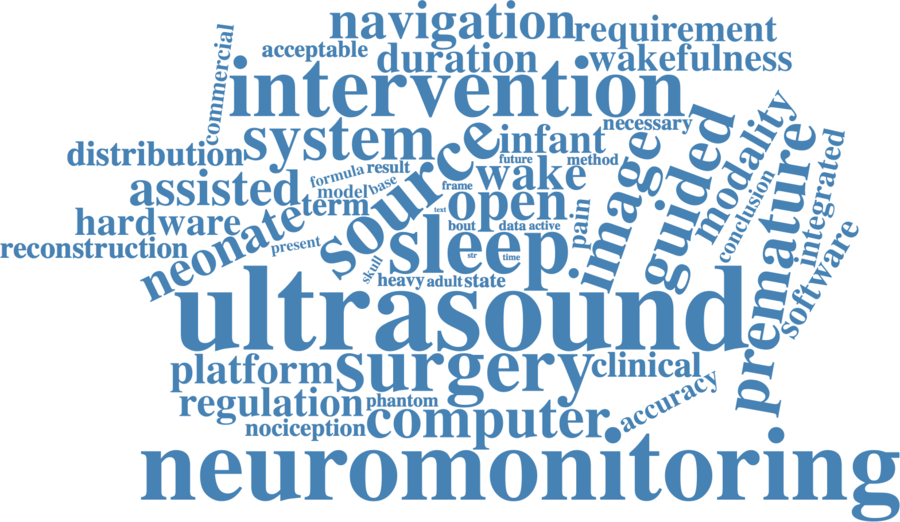 navigation
requirement
commercial
acceptable
duration
wakefulness
intervention
necessary
system
source
infant
image
guided
modality
premature
integrated
distribution
formula
result
future
method
assisted
model
base
frame
wake
hardware
neonate
term
open
text
pain
conclusion
reconstruction
present
bout
data
active
software
skull
sleep
str
time
heavy
adult
state
ultrasound
platform
surgery
clinical
regulation
phantom
accuracy
nociception
computer
neuromonitoring